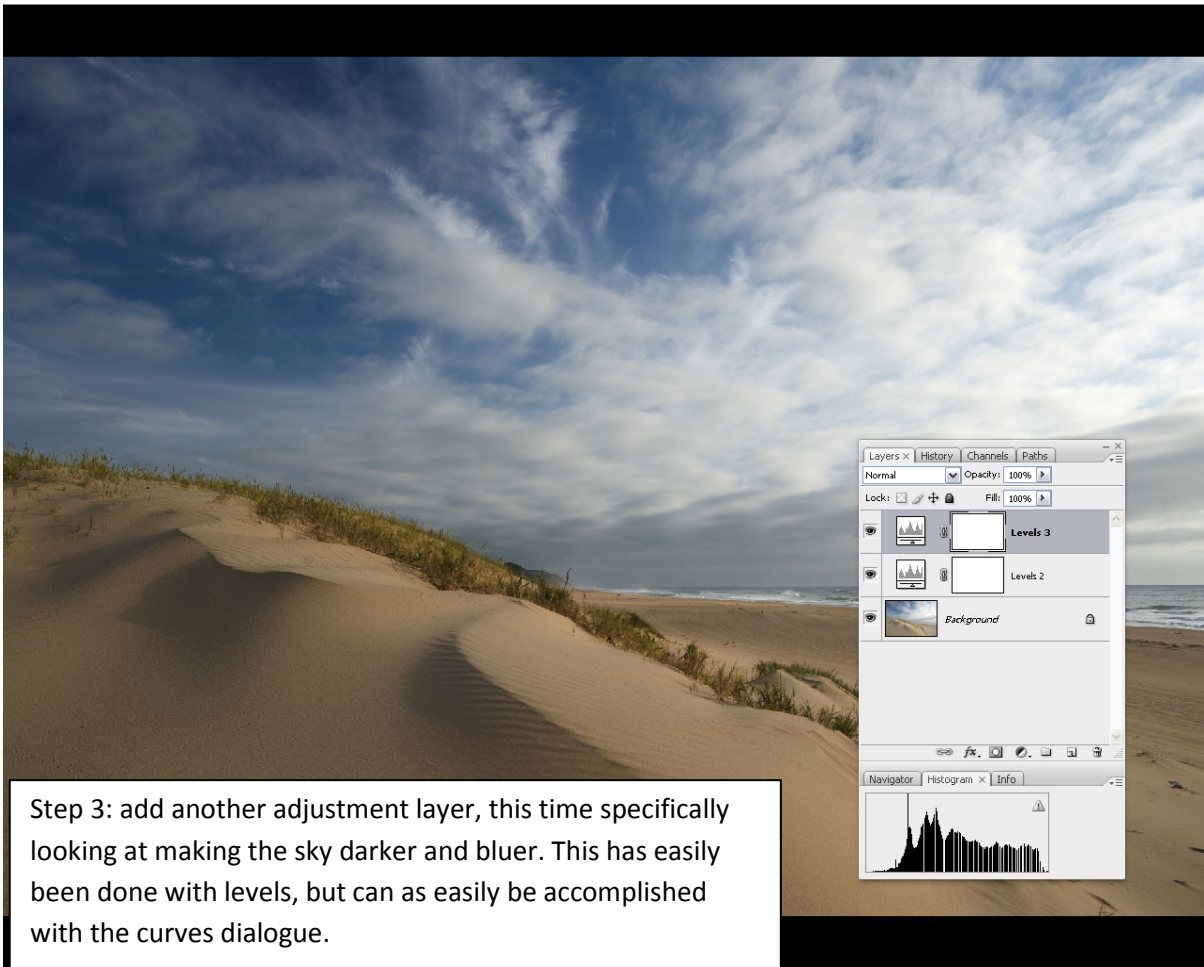 Layers × History Channels Paths
Normal Opacity: 100%
Lock: Fill: 100%
Levels 3
Levels 2
Background
fx.
Navigator Histogram × Info
Step 3: add another adjustment layer, this time specifically
looking at making the sky darker and bluer. This has easily
been done with levels, but can as easily be accomplished
with the curves dialogue.